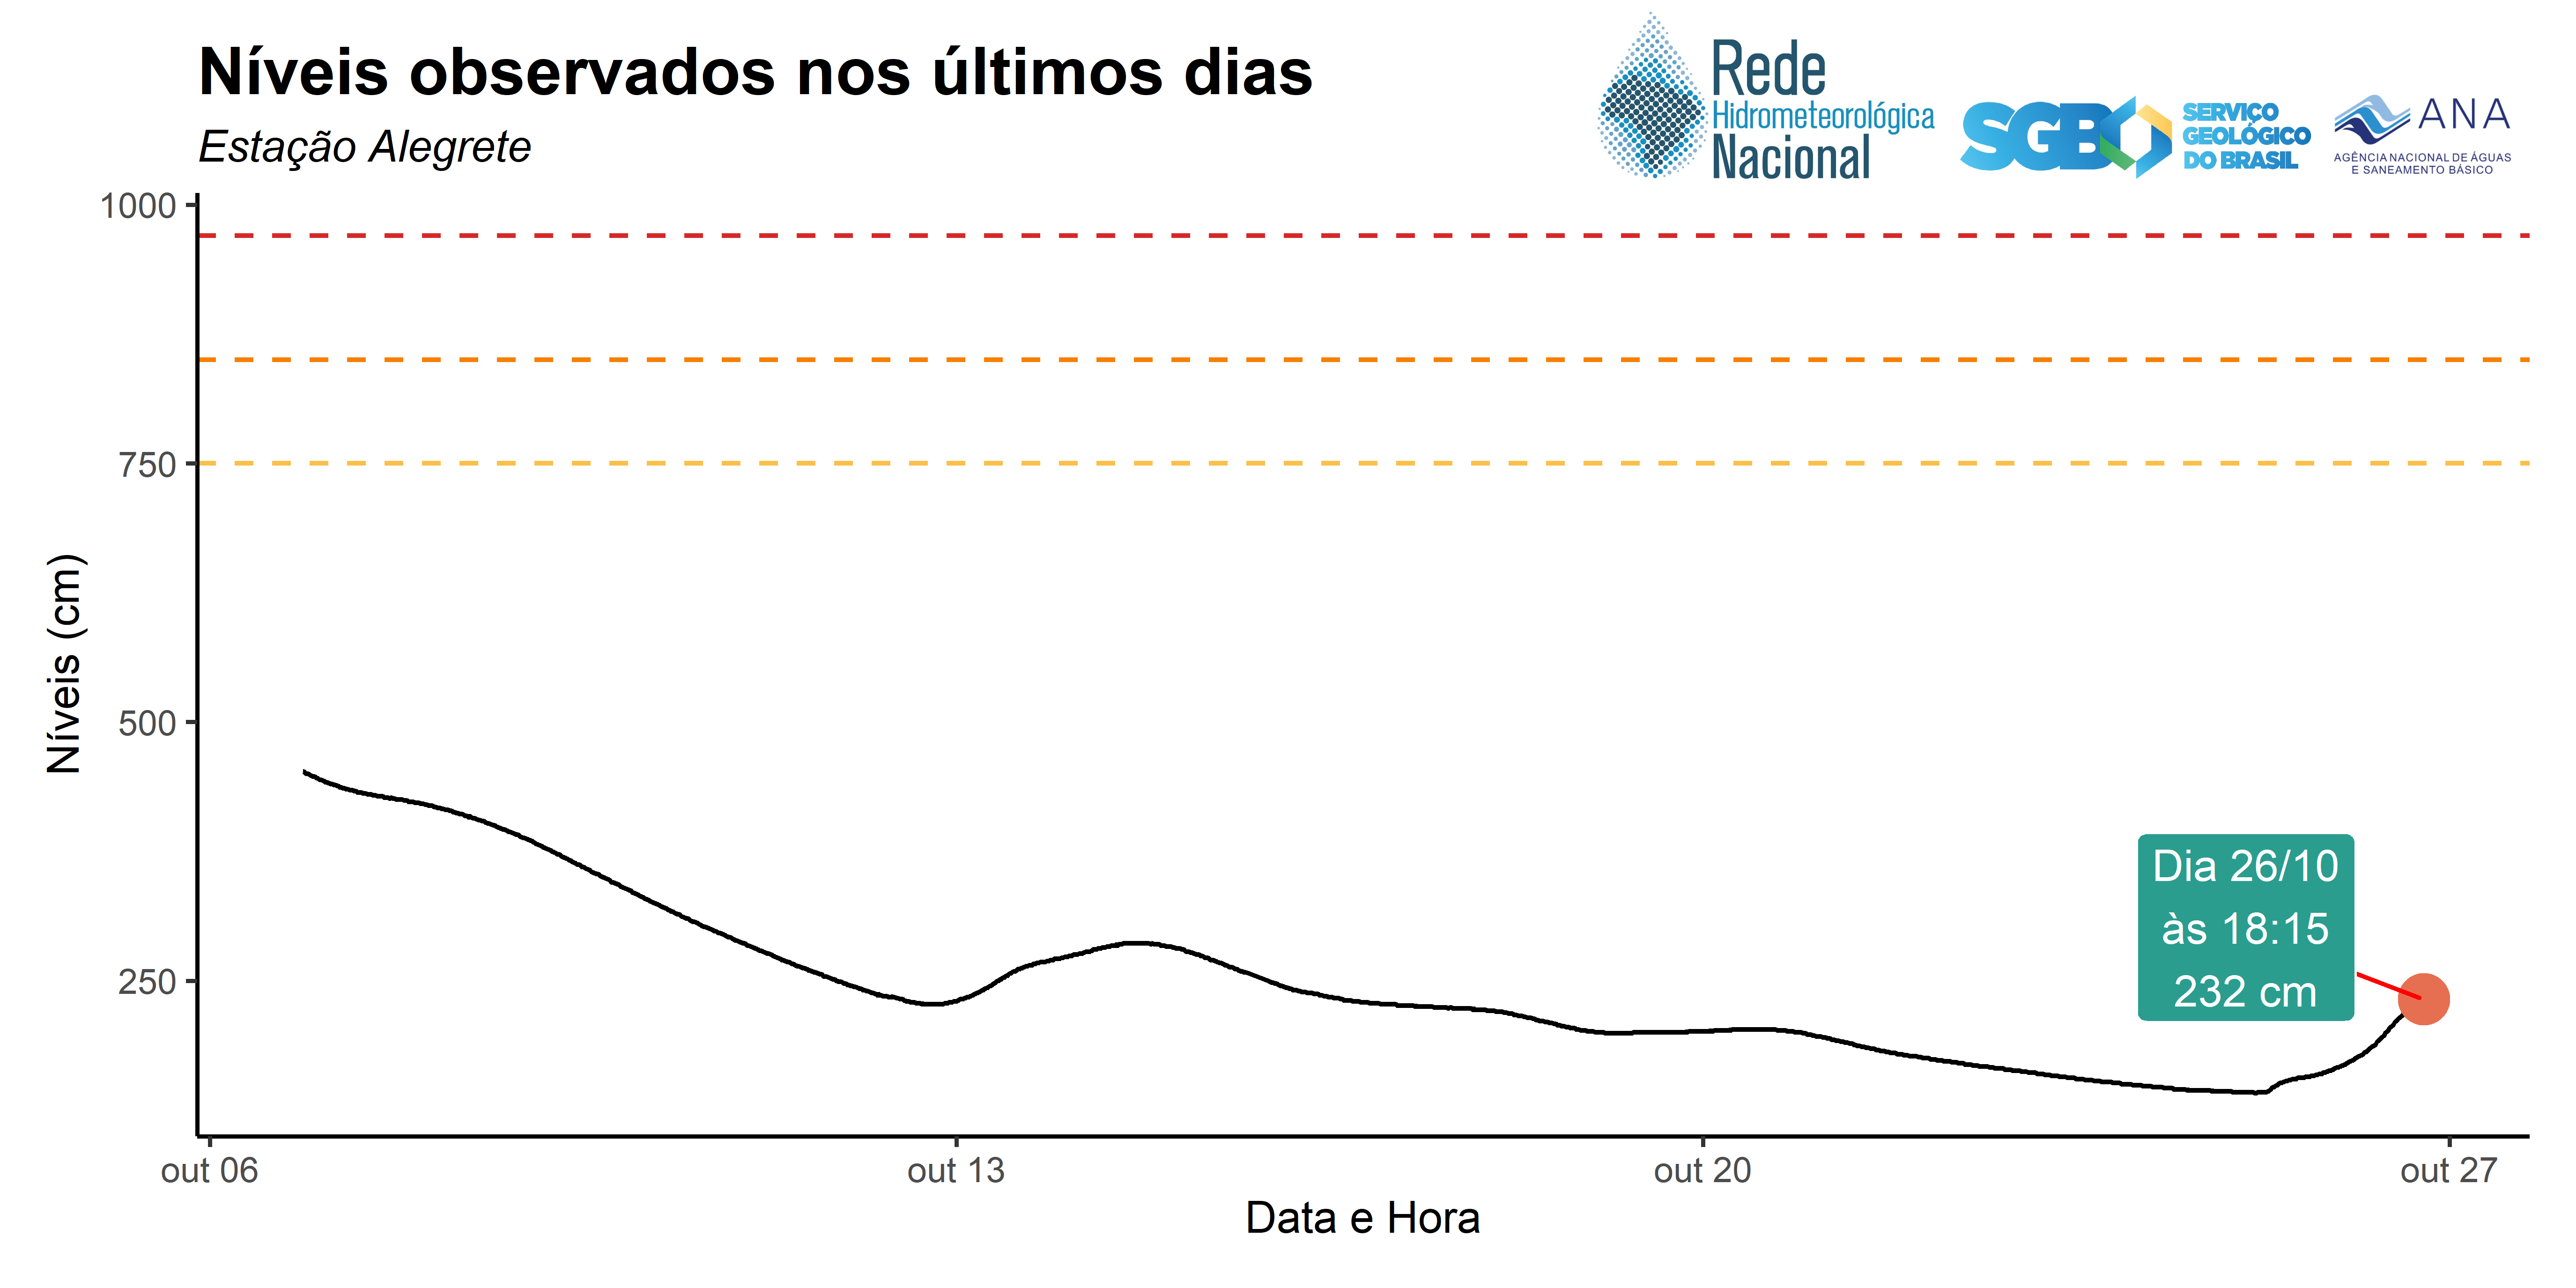 Níveis observados nos últimos dias
Estação Alegrete
Rede
Hidrometeorológica
Nacional
SGB
SERVIÇO
GEOLÓGICO
DO BRASIL
ANA
AGÊNCIA NACIONAL DE ÁGUAS
E SANEAMENTO BÁSICO
1000
750
500
250
Níveis (cm)
Dia 26/10
às 18:15
232 cm
out 06
out 13
out 20
out 27
Data e Hora